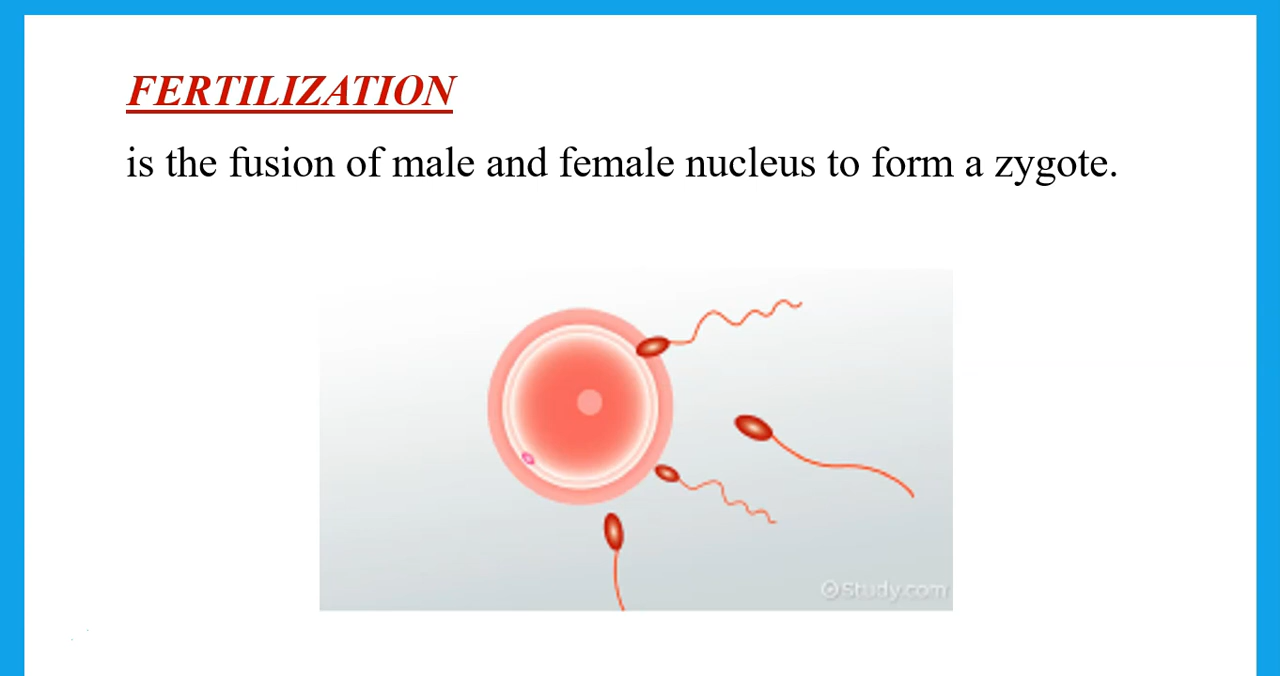 FERTILIZATION
is the fusion of male and female nucleus to form a zygote.
Study.com